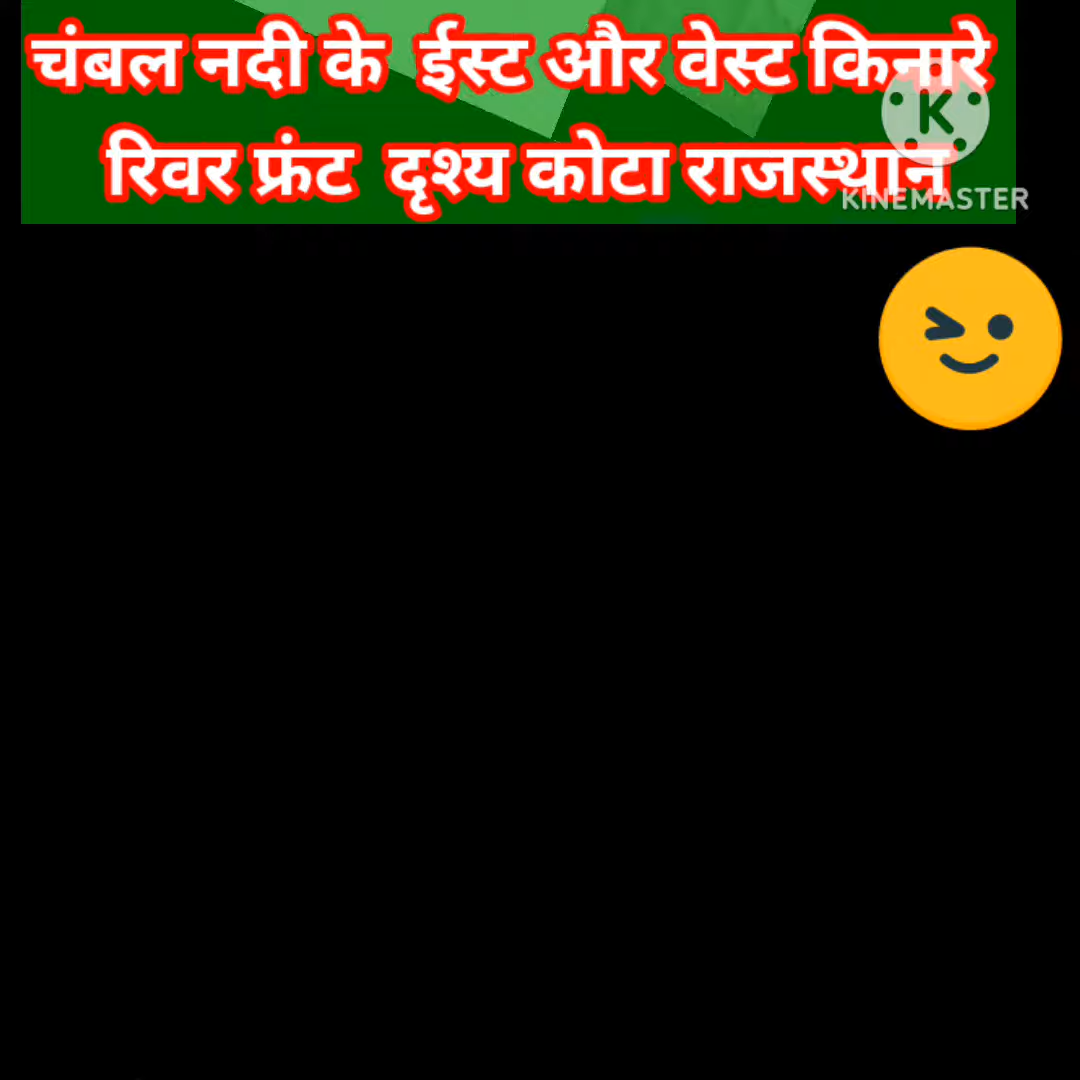 चंबल नदी के ईस्ट और वेस्ट किनारे
रिवर फ्रंट दृश्य कोटा राजस्थान
K
KINEMASTER